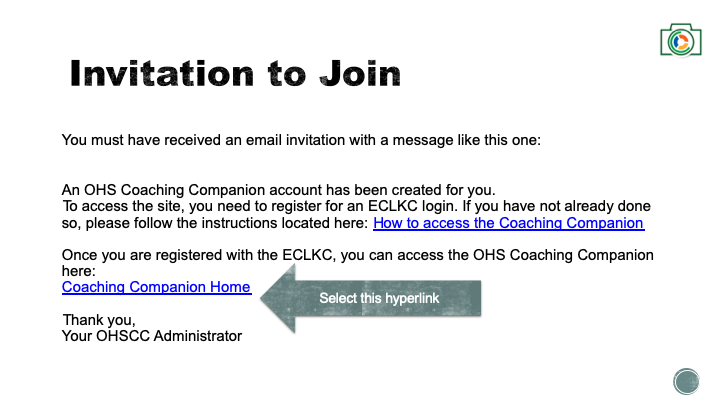 Invitation to Join
You must have received an email invitation with a message like this one:
An OHS Coaching Companion account has been created for you.
To access the site, you need to register for an ECLKC login. If you have not already done
so, please follow the instructions located here: How to access the Coaching Companion
Once you are registered with the ECLKC, you can access the OHS Coaching Companion
here:
Coaching Companion Home
Select this hyperlink
Thank you,
Your OHSCC Administrator